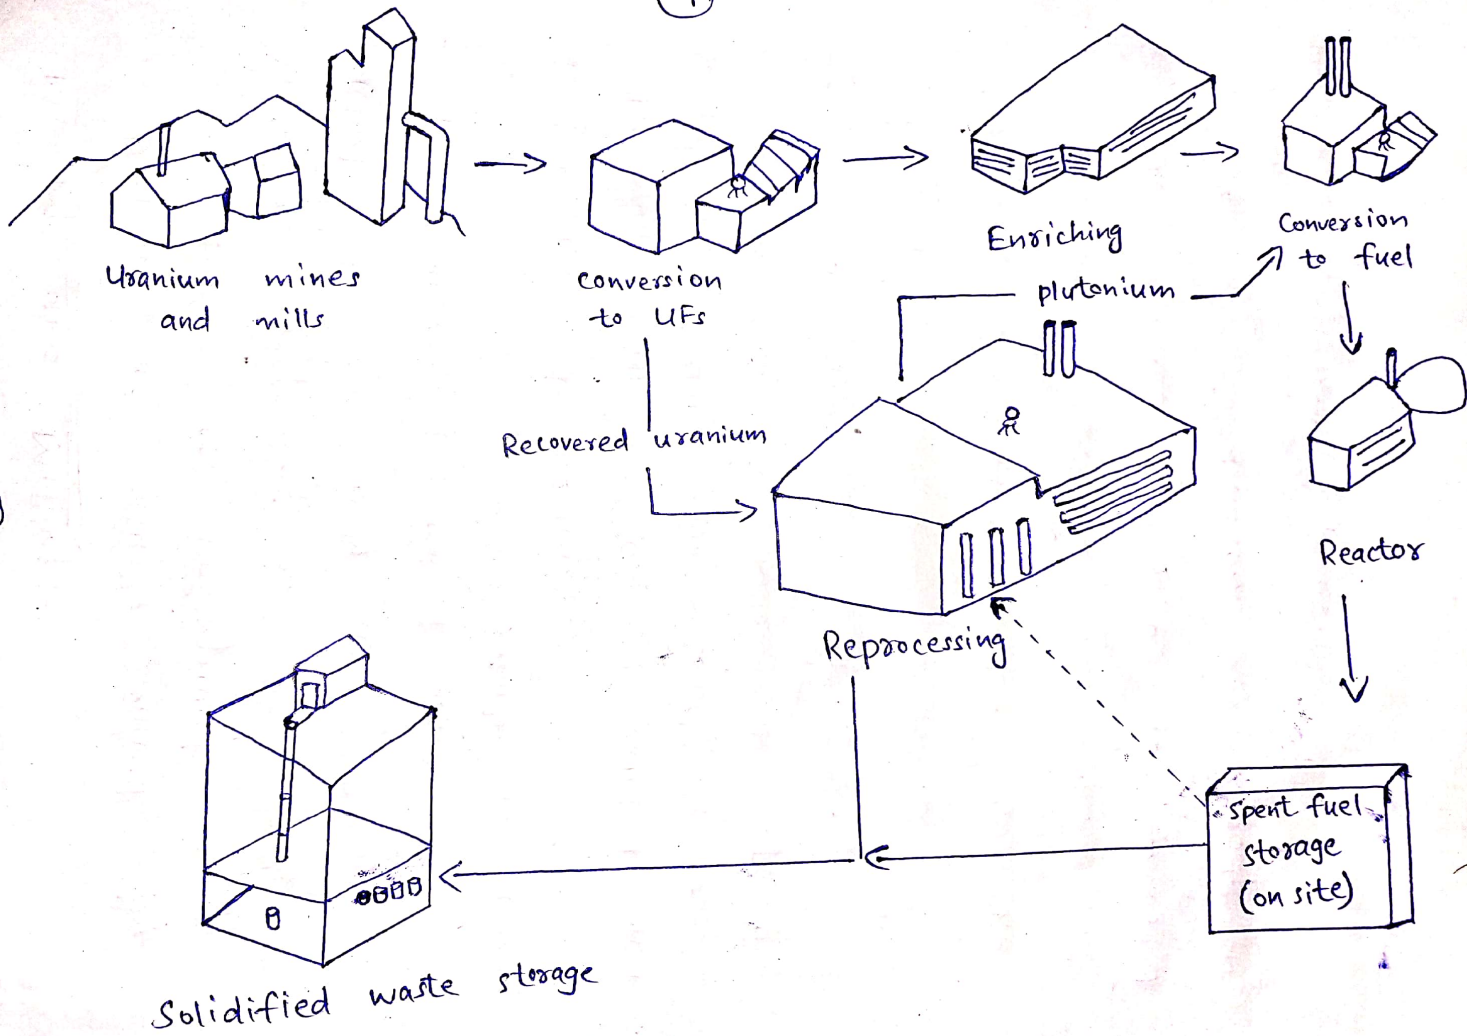 Uranium mines
and mills
conversion
to UFs
Enriching
Conversion
to fuel
plutonium
Recovered uranium
Reactor
Reprocessing
spent fuel
storage
(on site)
Solidified waste storage